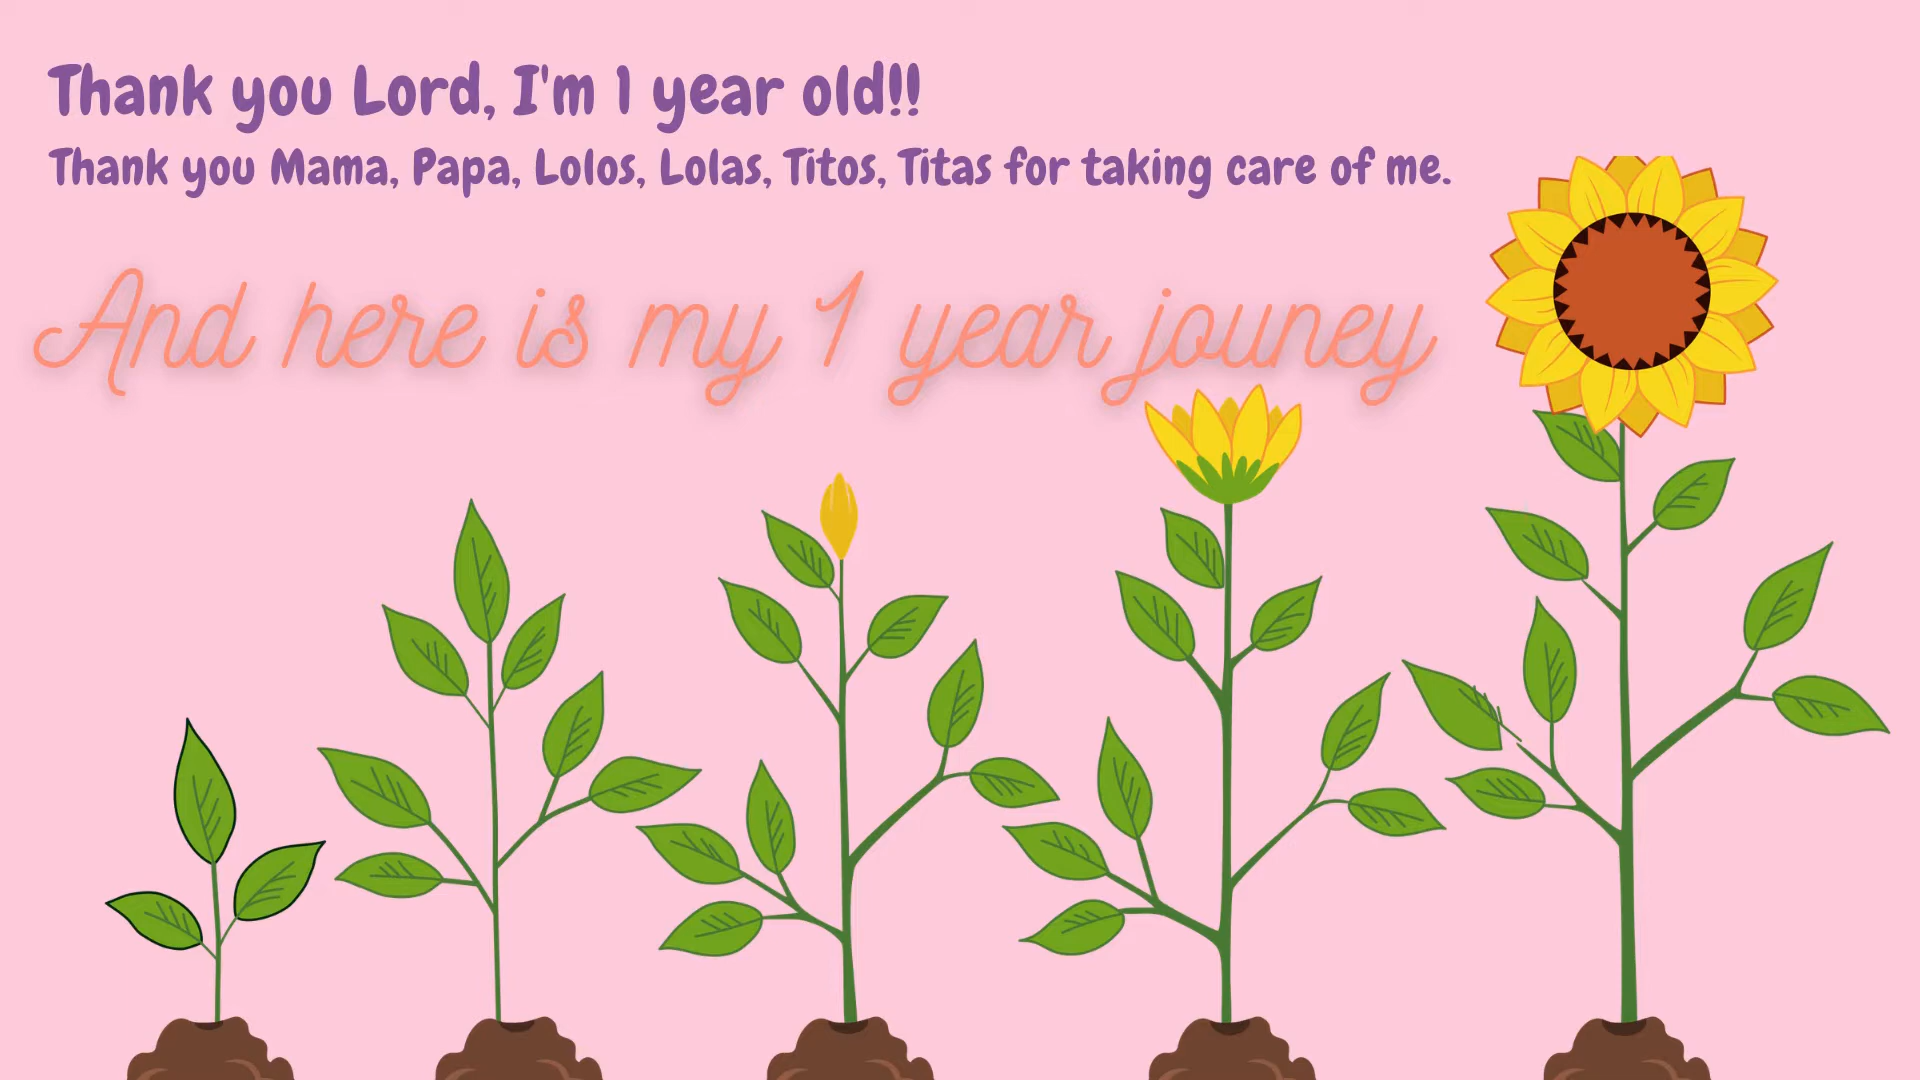 Thank you Lord, I'm 1 year old!!
Thank you Mama, Papa, Lolos, Lolas, Titos, Titas for taking care of me.
And here is my 1 year jouney